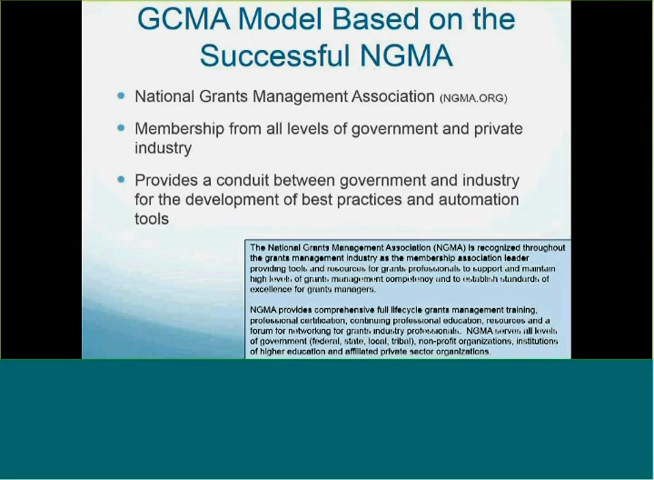 GCMA Model Based on the
Successful NGMA
• National Grants Management Association (NGMA.ORG)
• Membership from all levels of government and private
industry
• Provides a conduit between government and industry
for the development of best practices and automation
tools
The National Grants Management Association (NGMA) is recognized throughout
the grants management industry as the membership association leader
providing tools and resources for grants professionals to support and maintain
high levels of grants management competency and to establish standards of
excellence for grants managers.
NGMA provides comprehensive full lifecycle grants management training,
professional certification, continuing professional education, resources and a
forum for networking for grants industry professionals. NGMA serves all levels
of government (federal, state, local, tribal), non-profit organizations, institutions
of higher education and affiliated private sector organizations.